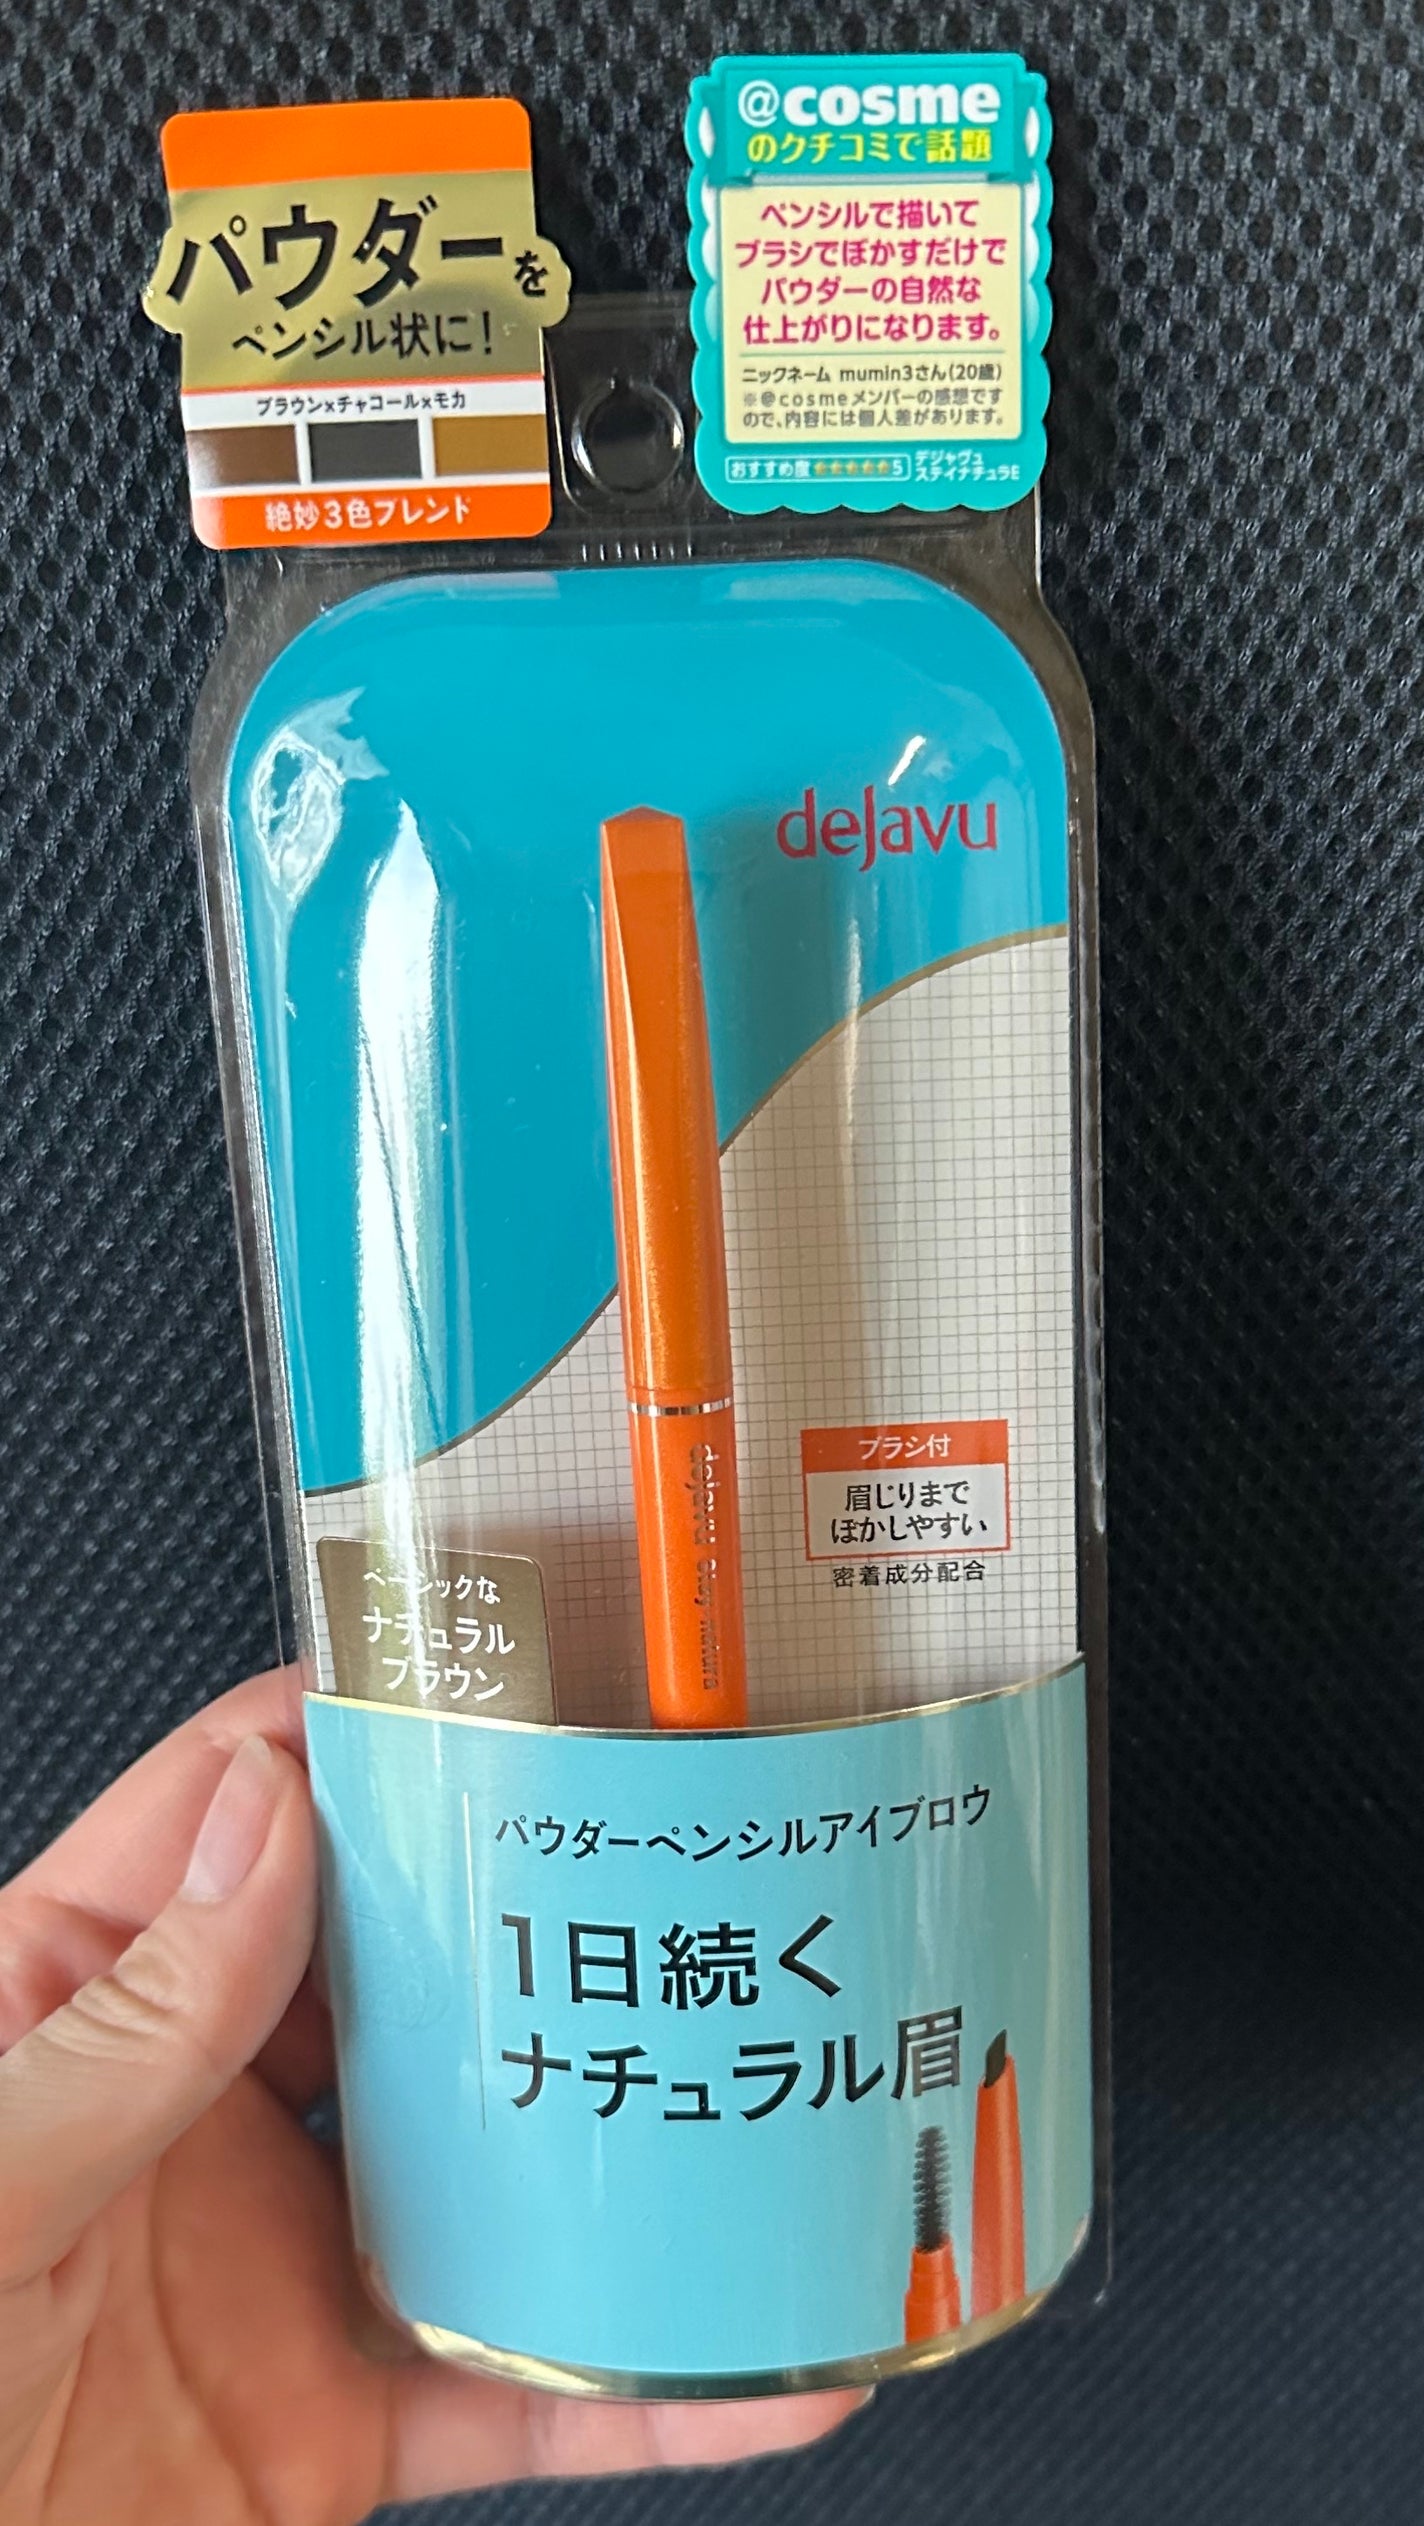 パウダーを
ペンシル状に！
ブラウン×チャコール×モカ
絶妙3色ブレンド
@cosme
のクチコミで話題
ペンシルで描いて
ブラシでぼかすだけで
パウダーの自然な
仕上がりになります。
ニックネーム mumin3さん(20歳)
※@cosmeメンバーの感想です
ので、内容には個人差があります。
おすすめ度★★★★★5
デジャヴュ
ステイナチュラE
dejavu
dejavu stay natura
ブラシ付
眉じりまで
ぼかしやすい
密着成分配合
ベーシックな
ナチュラル
ブラウン
パウダーペンシルアイブロウ
1日続く
ナチュラル眉